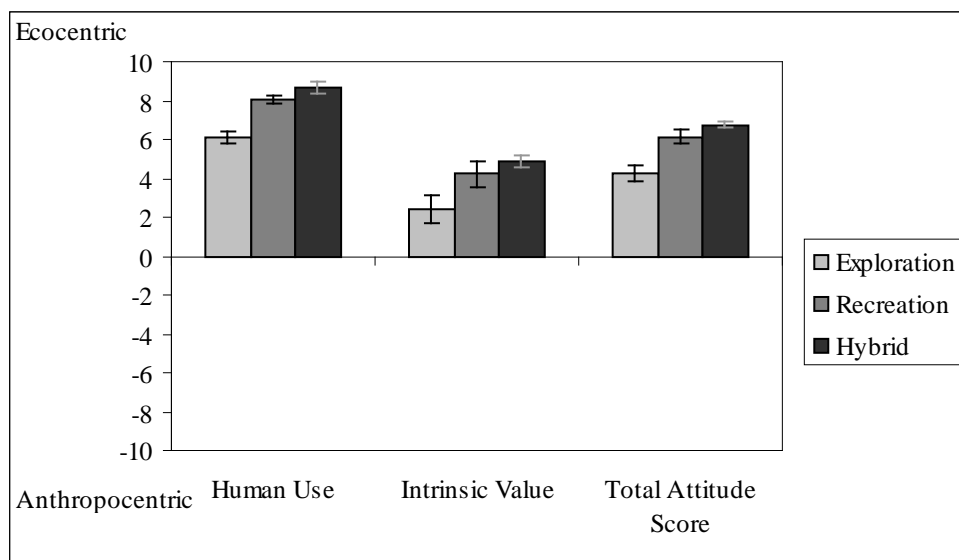 Ecocentric
10
8
6
4
2
0
-2
-4
-6
-8
-10
Anthropocentric
Human Use
Intrinsic Value
Total Attitude
Score
Exploration
Recreation
Hybrid